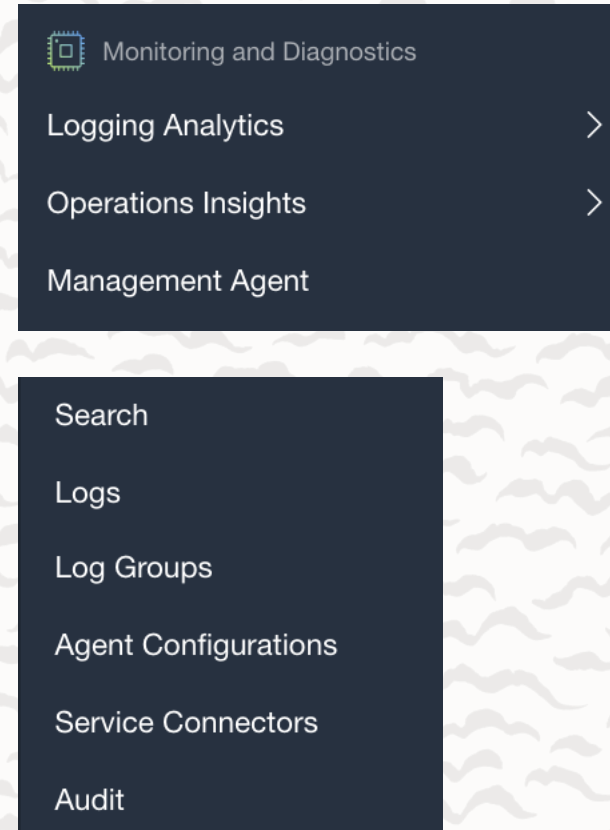 Monitoring and Diagnostics
Logging Analytics
Operations Insights
Management Agent
Search
Logs
Log Groups
Agent Configurations
Service Connectors
Audit